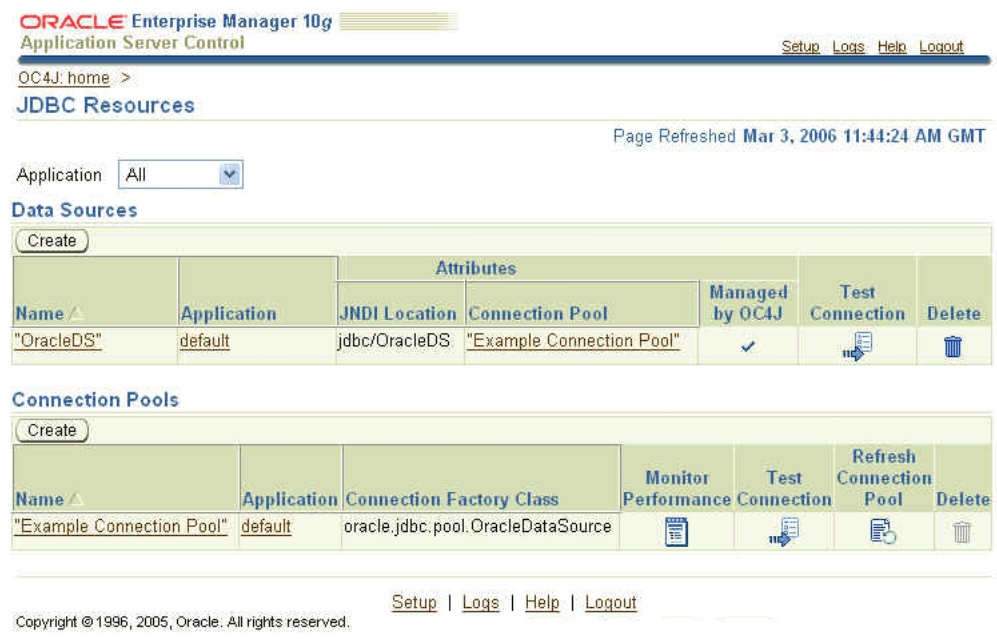 ORACLE Enterprise Manager 10g
Application Server Control
Setup Logs Help Logout
OC4J: home >
JDBC Resources
Page Refreshed Mar 3, 2006 11:44:24 AM GMT
Application All
Data Sources
Create
Attributes
Name Application JNDI Location Connection Pool Managed by OC4J Test Connection Delete
"OracleDS" default jdbc/OracleDS "Example Connection Pool"
Connection Pools
Create
Name Application Connection Factory Class Monitor Performance Test Connection Refresh Connection Pool Delete
"Example Connection Pool" default oracle.jdbc.pool.OracleDataSource
Setup | Logs | Help | Logout
Copyright © 1996, 2005, Oracle. All rights reserved.